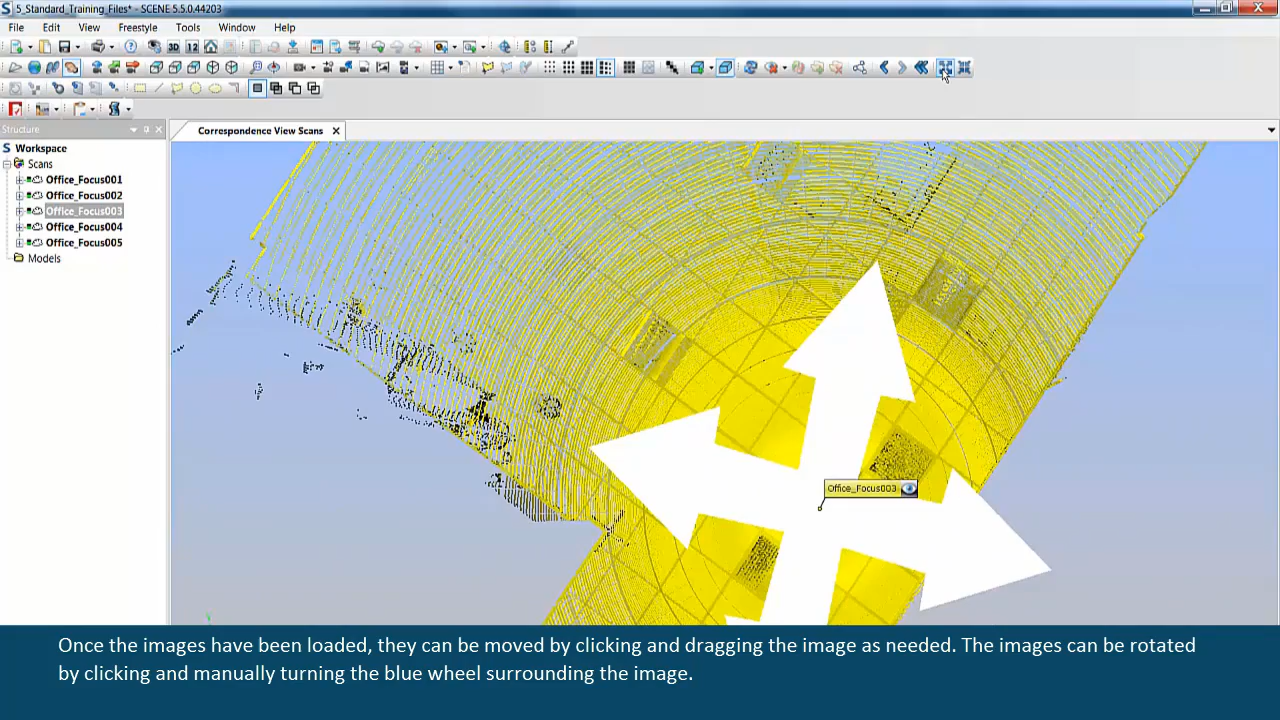 5_Standard_Training_Files* - SCENE 5.5.0.44203
File Edit View Freestyle Tools Window Help
Structure
Correspondence View Scans
Workspace
Scans
Office_Focus001
Office_Focus002
Office_Focus003
Office_Focus004
Office_Focus005
Models
Office_Focus003
Once the images have been loaded, they can be moved by clicking and dragging the image as needed. The images can be rotated
by clicking and manually turning the blue wheel surrounding the image.